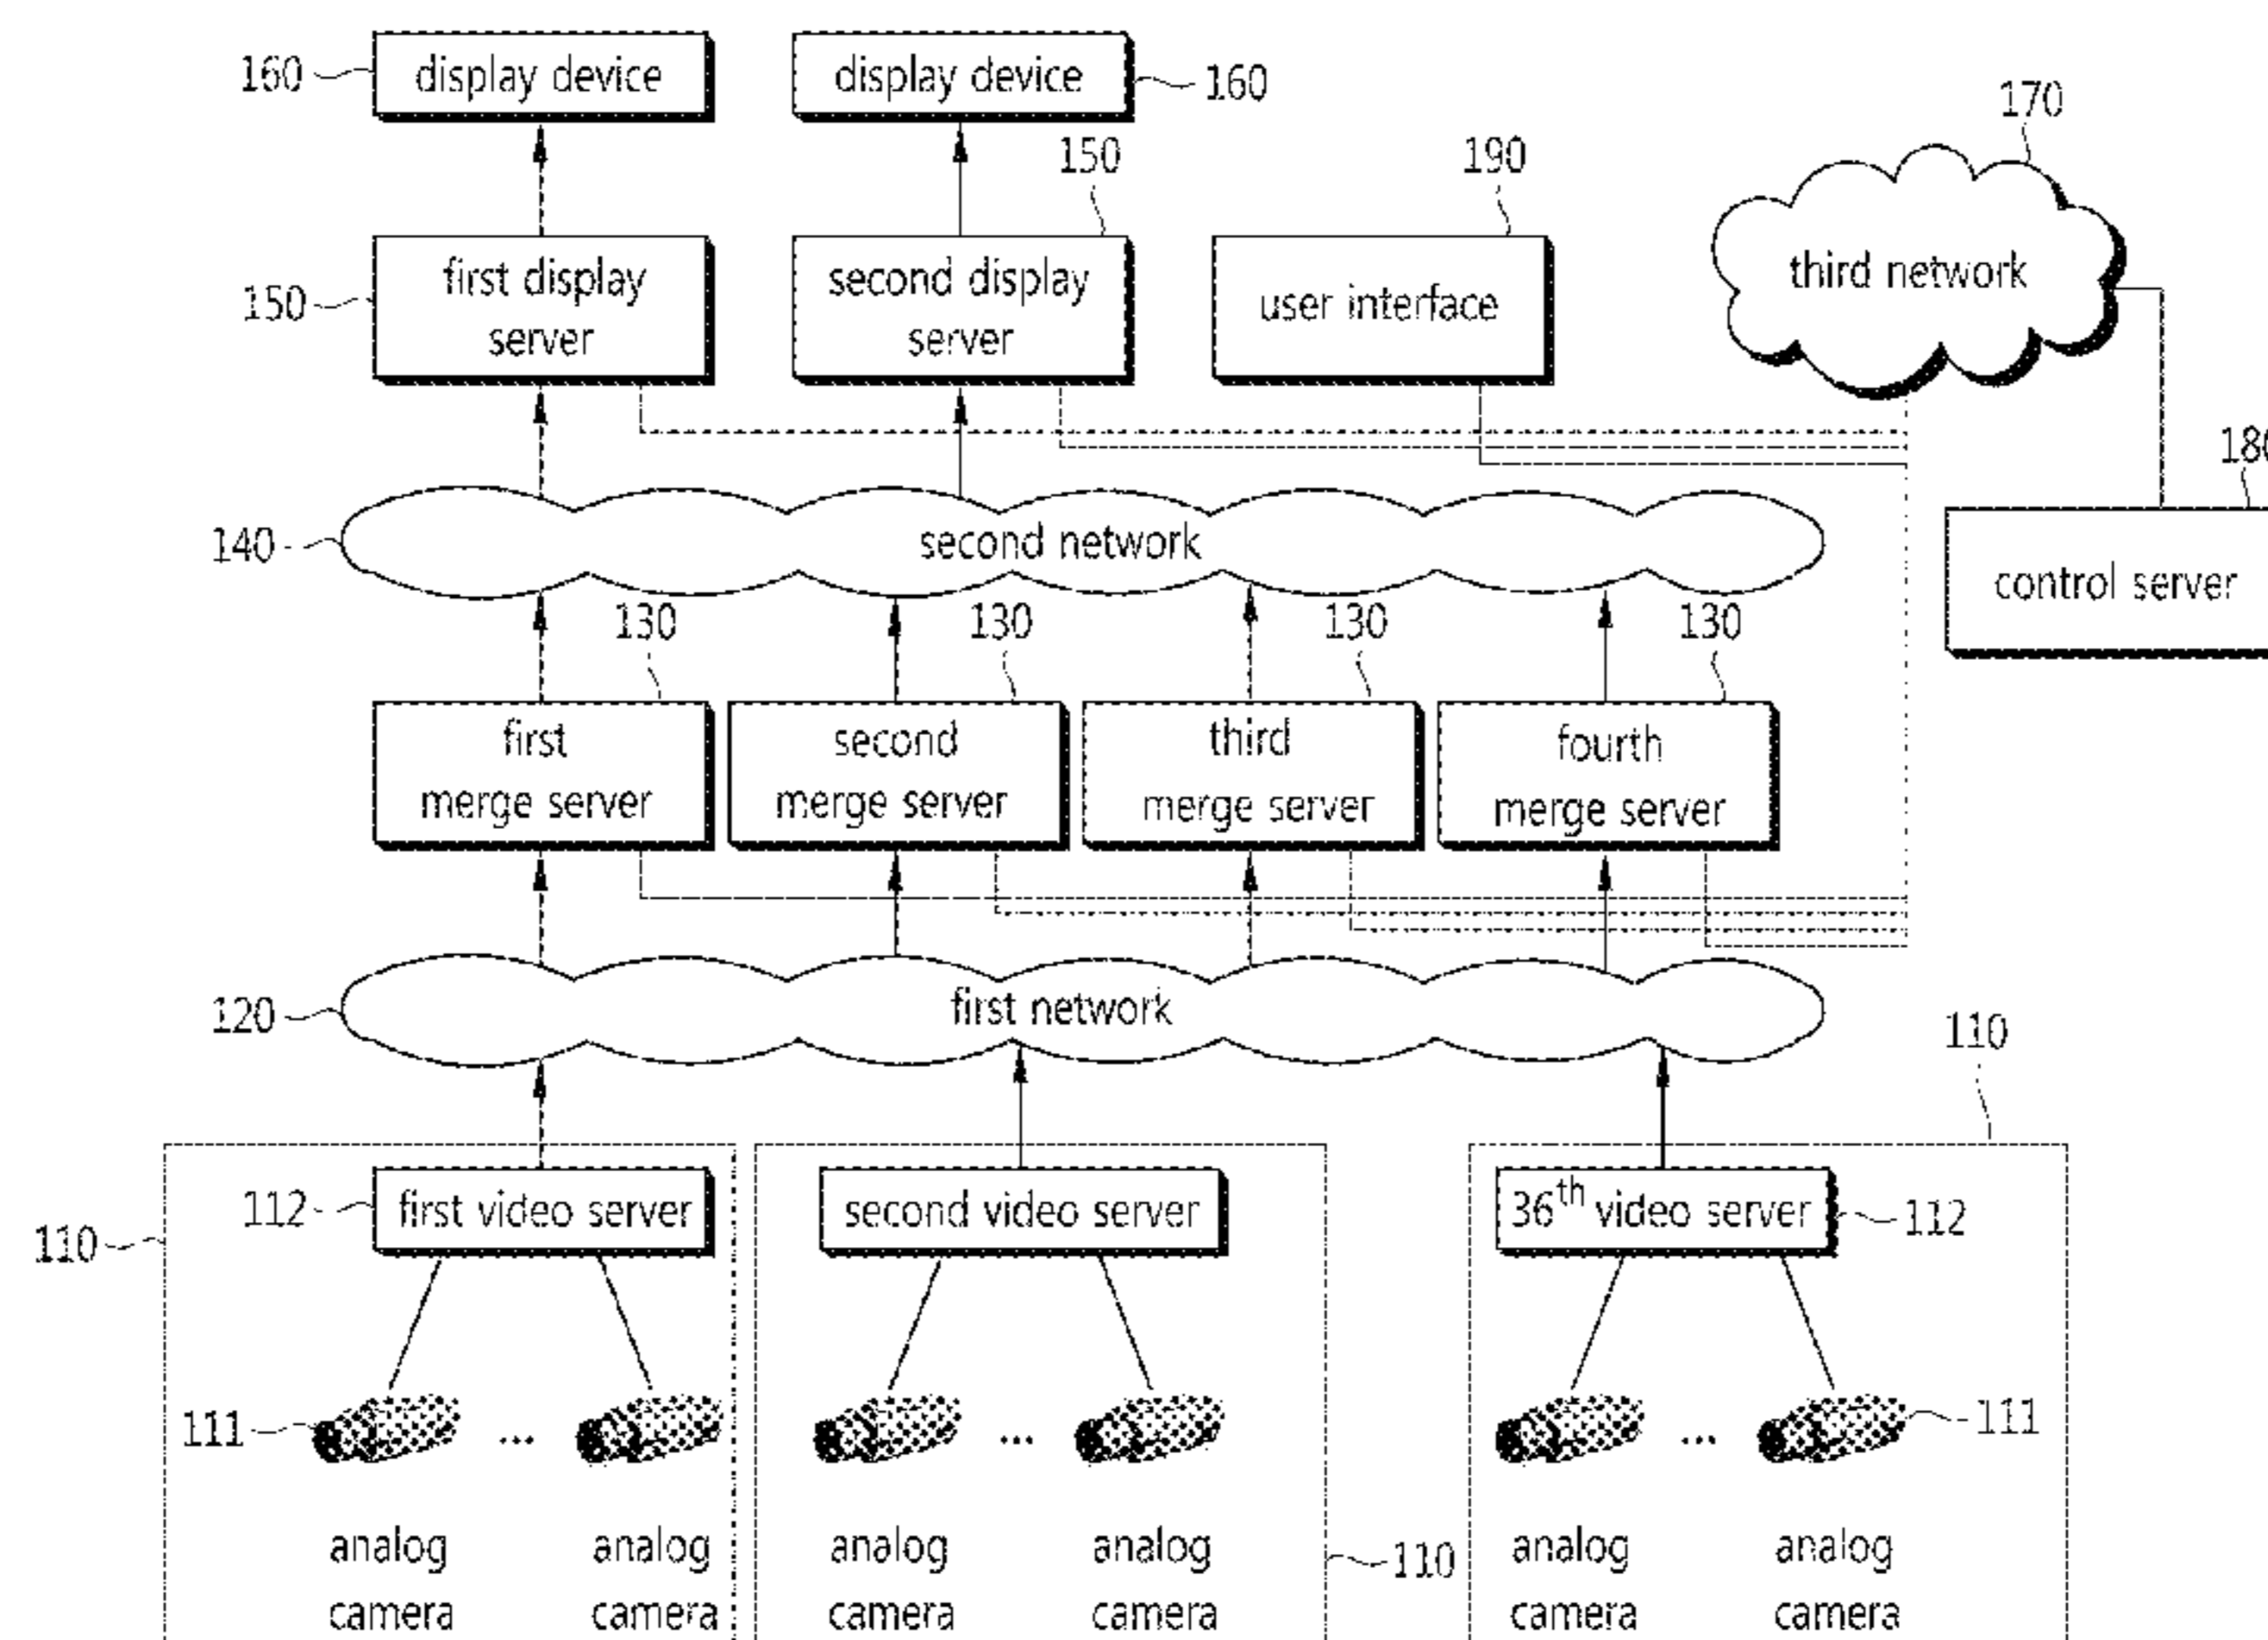 160
display device
display device
160
170
150
190
150
first display
server
second display
server
user interface
third network
180
140
second network
control server
130
130
130
130
first
merge server
second
merge server
third
merge server
fourth
merge server
120
first network
110
110
112
first video server
second video server
36th video server
112
111
...
...
...
111
analog
camera
analog
camera
analog
camera
analog
camera
110
analog
camera
analog
camera